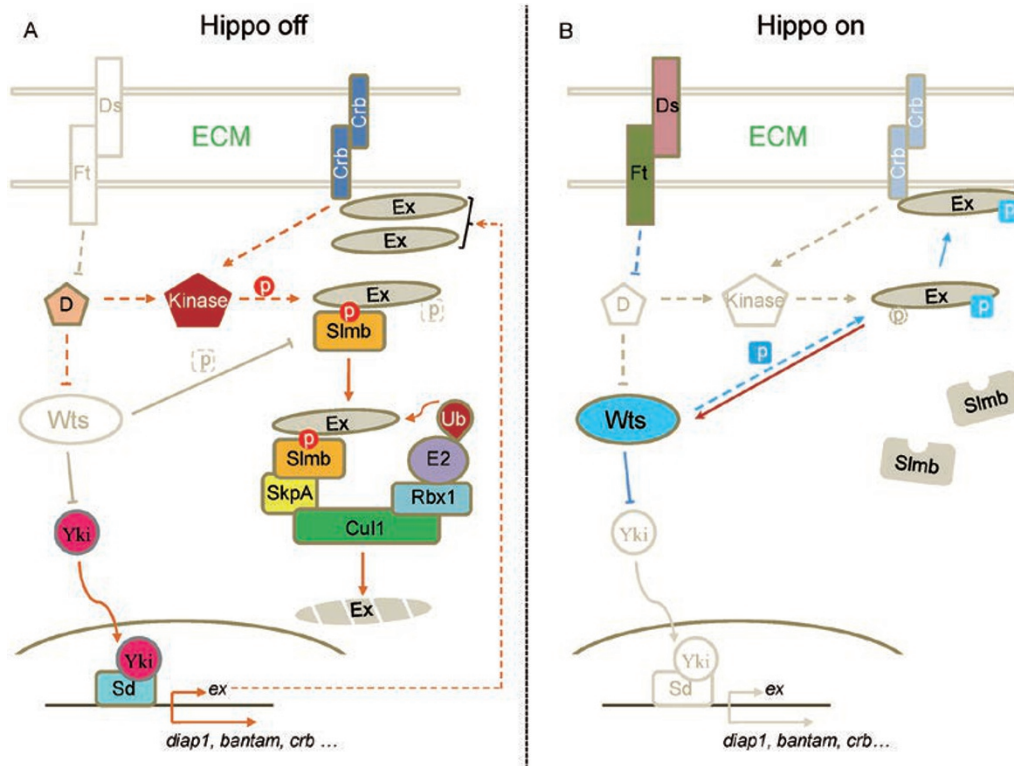 A
Hippo off
Ds
Ft
ECM
Crb
Crb
Ex
Ex
D
Kinase
p
Ex
p
p
Slmb
p
Wts
Ex
Ub
p
Slmb
E2
SkpA
Rbx1
Cul1
Yki
Ex
Yki
Sd
ex
diap1, bantam, crb ...
B
Hippo on
Ds
Ft
ECM
Crb
Crb
Ex
p
D
Kinase
Ex
p
p
p
Wts
Slmb
Slmb
Yki
Yki
Sd
ex
diap1, bantam, crb...